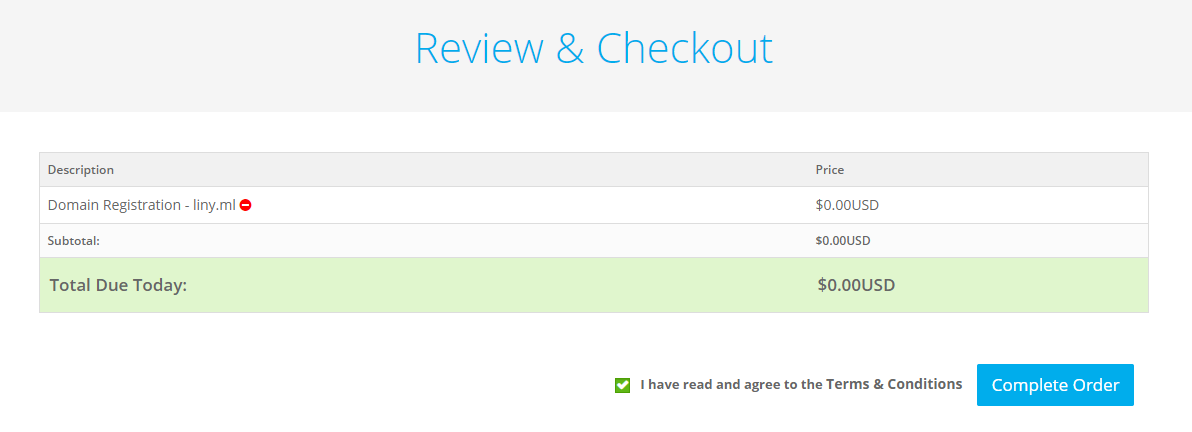 Review & Checkout
Description Price
Domain Registration - liny.ml $0.00USD
Subtotal: $0.00USD
Total Due Today: $0.00USD
I have read and agree to the Terms & Conditions Complete Order